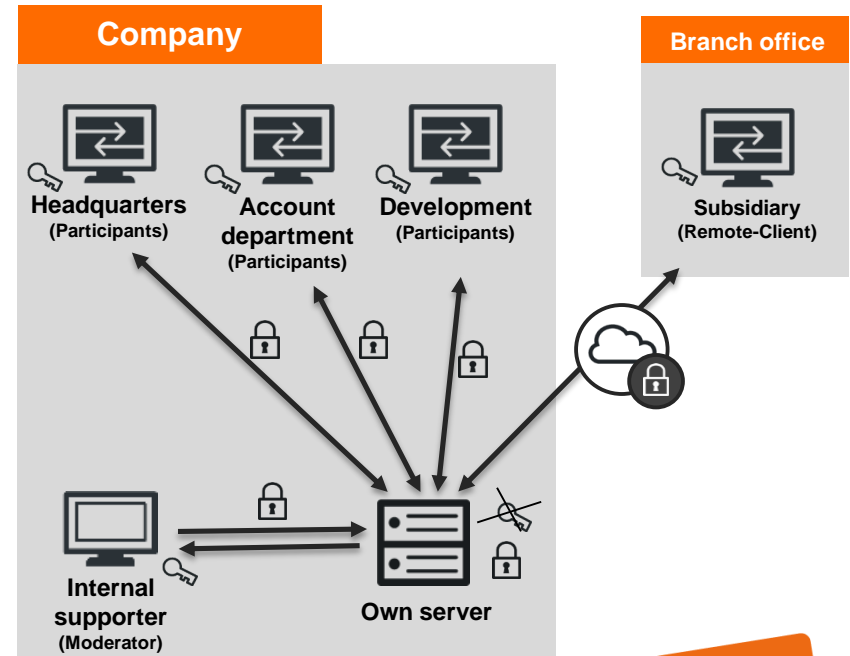 Company
Branch office
Headquarters
(Participants)
Account
department
(Participants)
Development
(Participants)
Subsidiary
(Remote-Client)
Internal
supporter
(Moderator)
Own server